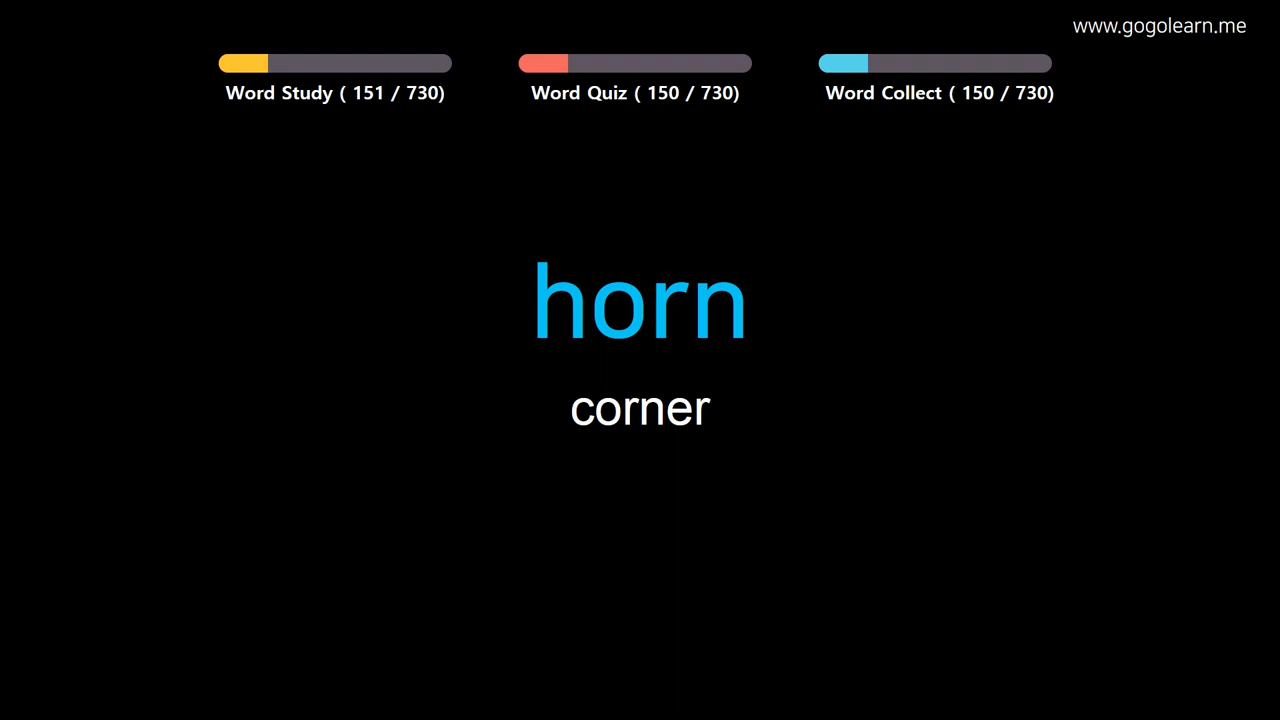 www.gogolearn.me
Word Study ( 151 / 730)
Word Quiz ( 150 / 730)
Word Collect ( 150 / 730)
horn
corner